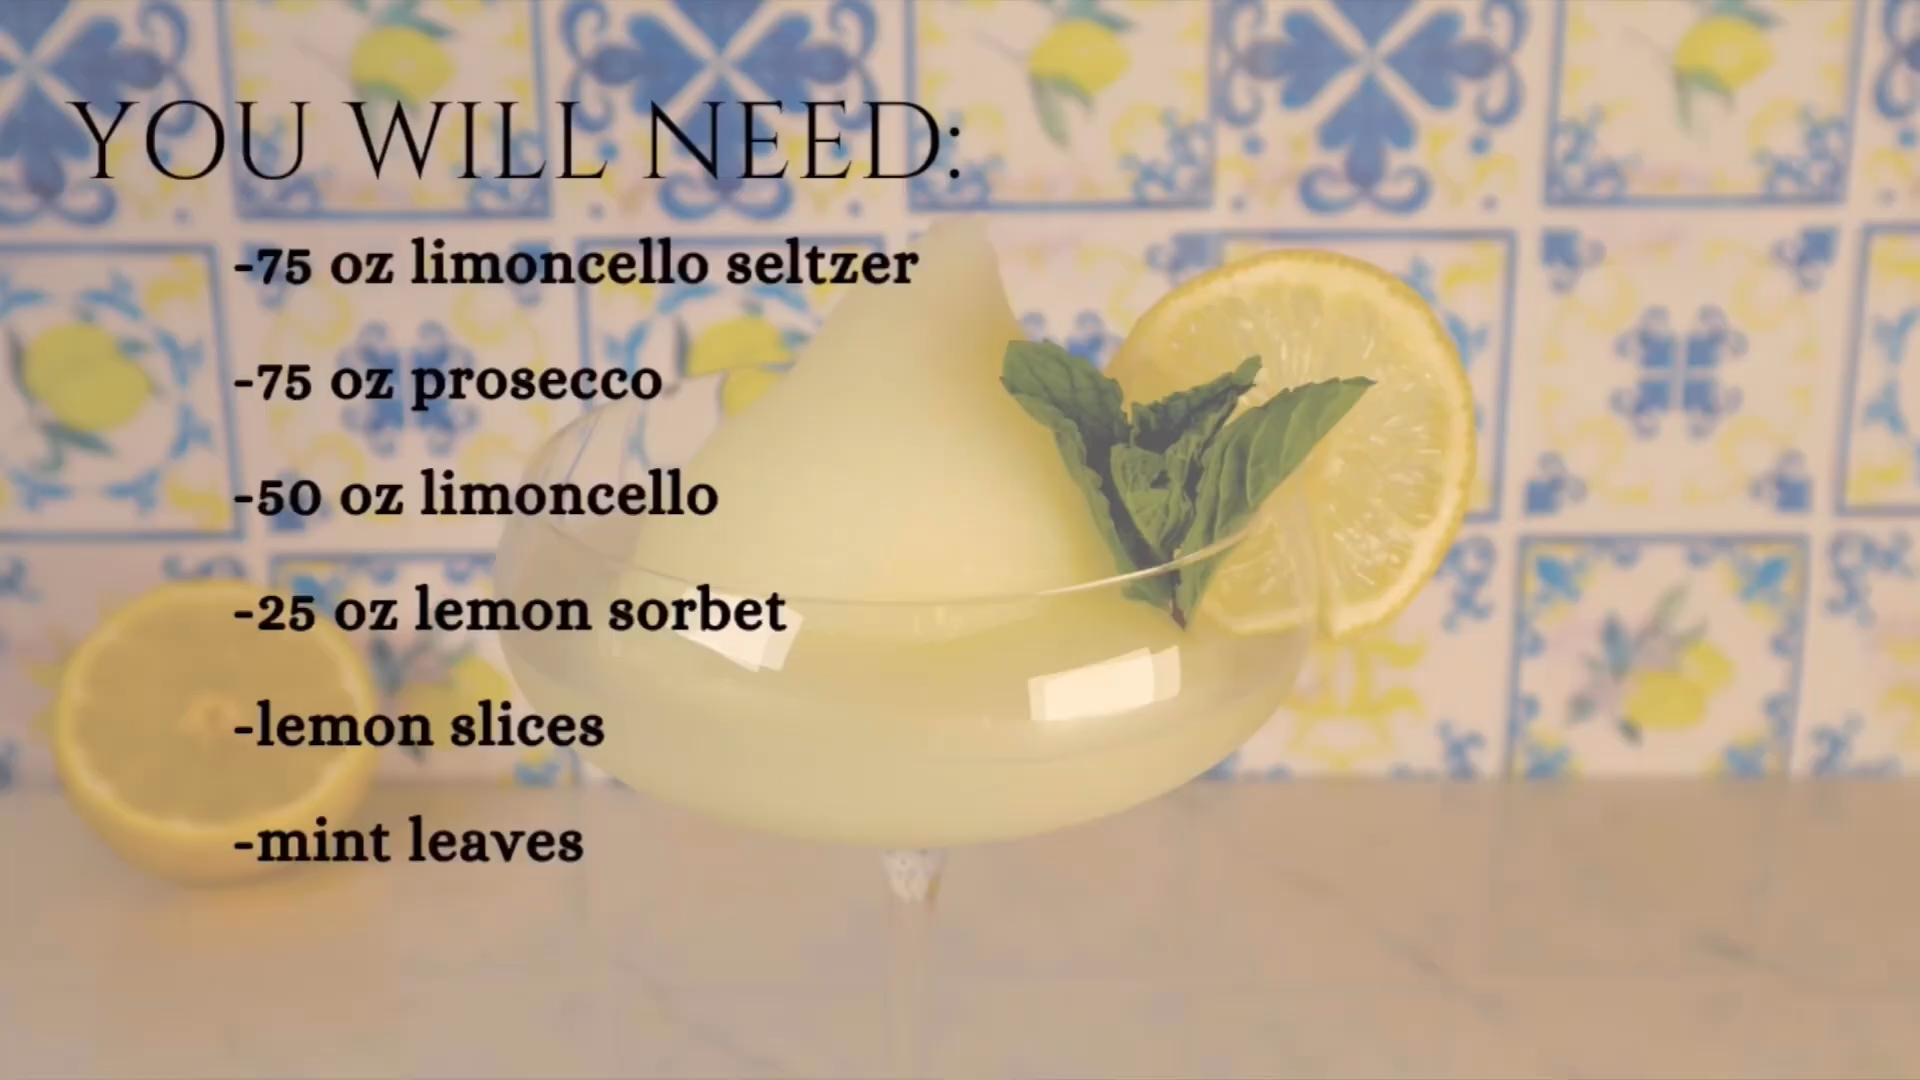 YOU WILL NEED:
-75 oz limoncello seltzer
-75 oz prosecco
-50 oz limoncello
-25 oz lemon sorbet
-lemon slices
-mint leaves